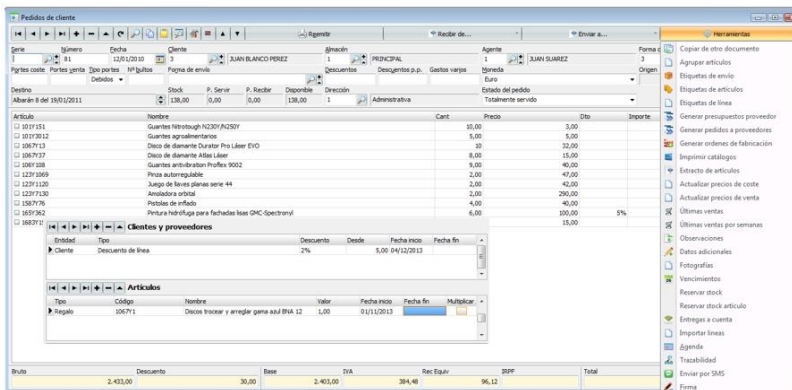 Pedidos de cliente
Reemitir
Recibir de...
Enviar a...
Herramientas
Serie Número Fecha Cliente Almacén Agente Forma
1 81 12/01/2010 3 JUAN BLANCO PEREZ 1 PRINCIPAL 1 JUAN SUAREZ 3
Portes coste Portes venta Tipo portes Nº bultos Forma de envío Descuentos Descuentos p.p. Gastos varios Moneda Origen
Debidos Euro
Destino Stock P. Servir P. Recibir Disponible Dirección Estado del pedido
Albarán 8 del 19/01/2011 138,00 0,00 0,00 138,00 1 Administrativa Totalmente servido
Artículo Nombre Cant Precio Dto Importe
101Y151 Guantes Nitrotough N230Y/N250Y 10,00 3,00
101Y3012 Guantes agroalimentarios 5,00 5,00
1067Y13 Disco de diamante Durator Pro Láser EVO 10 32,00
1067Y37 Disco de diamante Atlas Láser 8,00 15,00
106Y108 Guantes antivibration Proflex 9002 9,00 40,00
123Y1069 Pinza autorregulable 2,00 47,00
123Y1120 Juego de llaves planas serie 44 2,00 42,00
123Y7130 Amoladora orbital 2,00 290,00
1587Y76 Pistolas de inflado 4,00 40,00
165Y362 Pintura hidrófuga para fachadas lisas GMC-Spectronyl 6,00 100,00 5%
15,00
Clientes y proveedores
Entidad Tipo Descuento Desde Fecha inicio Fecha fin
Cliente Descuento de línea 2% 5,00 04/12/2013
Artículos
Tipo Código Nombre Valor Fecha inicio Fecha fin Multiplicar
Regalo 1067Y1 Discos trocear y arreglar gama azul BNA 12 1,00 01/11/2013
Bruto Descuento Base IVA Rec Equiv IRPF Total
2.433,00 30,00 2.403,00 384,48 96,12
Copiar de otro documento
Agrupar artículos
Etiquetas de envío
Etiquetas de artículos
Etiquetas de línea
Generar presupuestos proveedor
Generar pedidos a proveedores
Generar ordenes de fabricación
Imprimir catálogos
Extracto de artículos
Actualizar precios de coste
Actualizar precios de venta
Últimas ventas
Últimas ventas por semanas
Observaciones
Datos adicionales
Fotografías
Vencimientos
Reservar stock
Reservar stock artículo
Entregas a cuenta
Importar lineas
Agenda
Trazabilidad
Enviar por SMS
Firma